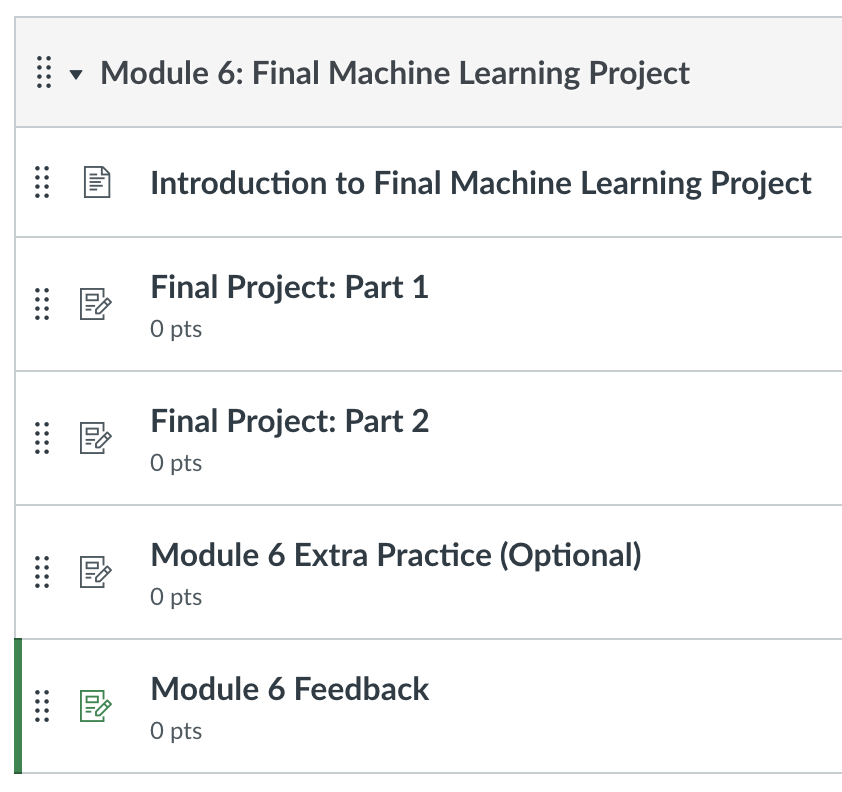 Module 6: Final Machine Learning Project
Introduction to Final Machine Learning Project
Final Project: Part 1
0 pts
Final Project: Part 2
0 pts
Module 6 Extra Practice (Optional)
0 pts
Module 6 Feedback
0 pts